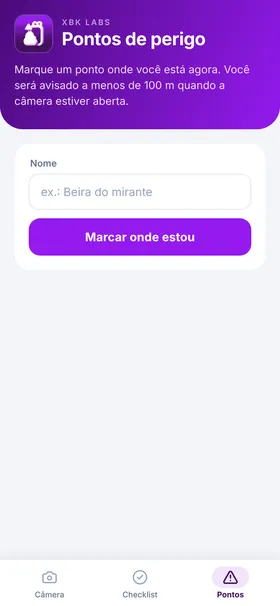 XBK LABS
Pontos de perigo
Marque um ponto onde você está agora. Você
será avisado a menos de 100 m quando a
câmera estiver aberta.
Nome
ex.: Beira do mirante
Marcar onde estou
Câmera
Checklist
Pontos